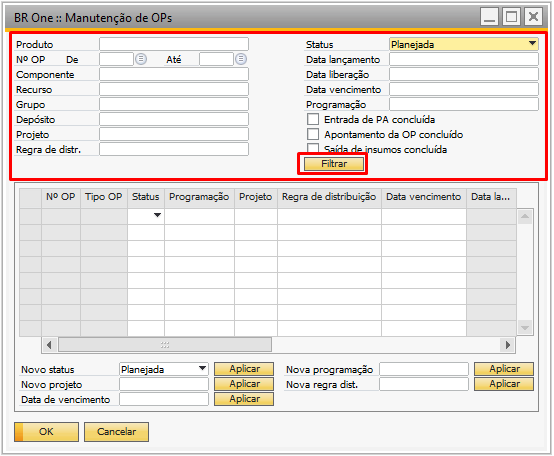 BR One :: Manutenção de OPs
Produto
Nº OP De Até
Componente
Recurso
Grupo
Depósito
Projeto
Regra de distr.
Status Planejada
Data lançamento
Data liberação
Data vencimento
Programação
Entrada de PA concluída
Apontamento da OP concluído
Saída de insumos concluída
Filtrar
Nº OP Tipo OP Status Programação Projeto Regra de distribuição Data vencimento Data la...
Novo status Planejada Aplicar Nova programação Aplicar
Novo projeto Aplicar Nova regra dist. Aplicar
Data de vencimento Aplicar
OK Cancelar